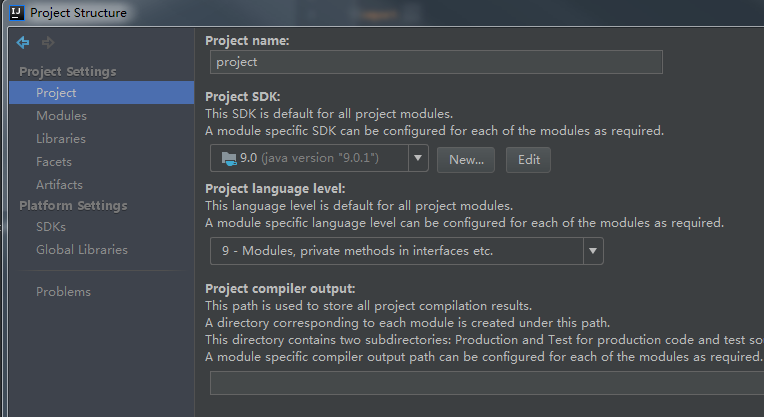 Project Structure
Project Settings
Project
Modules
Libraries
Facets
Artifacts
Platform Settings
SDKs
Global Libraries
Problems
Project name:
project
Project SDK:
This SDK is default for all project modules.
A module specific SDK can be configured for each of the modules as required.
9.0 (java version "9.0.1")
New...
Edit
Project language level:
This language level is default for all project modules.
A module specific language level can be configured for each of the modules as required.
9 - Modules, private methods in interfaces etc.
Project compiler output:
This path is used to store all project compilation results.
A directory corresponding to each module is created under this path.
This directory contains two subdirectories: Production and Test for production code and test sou
A module specific compiler output path can be configured for each of the modules as required.